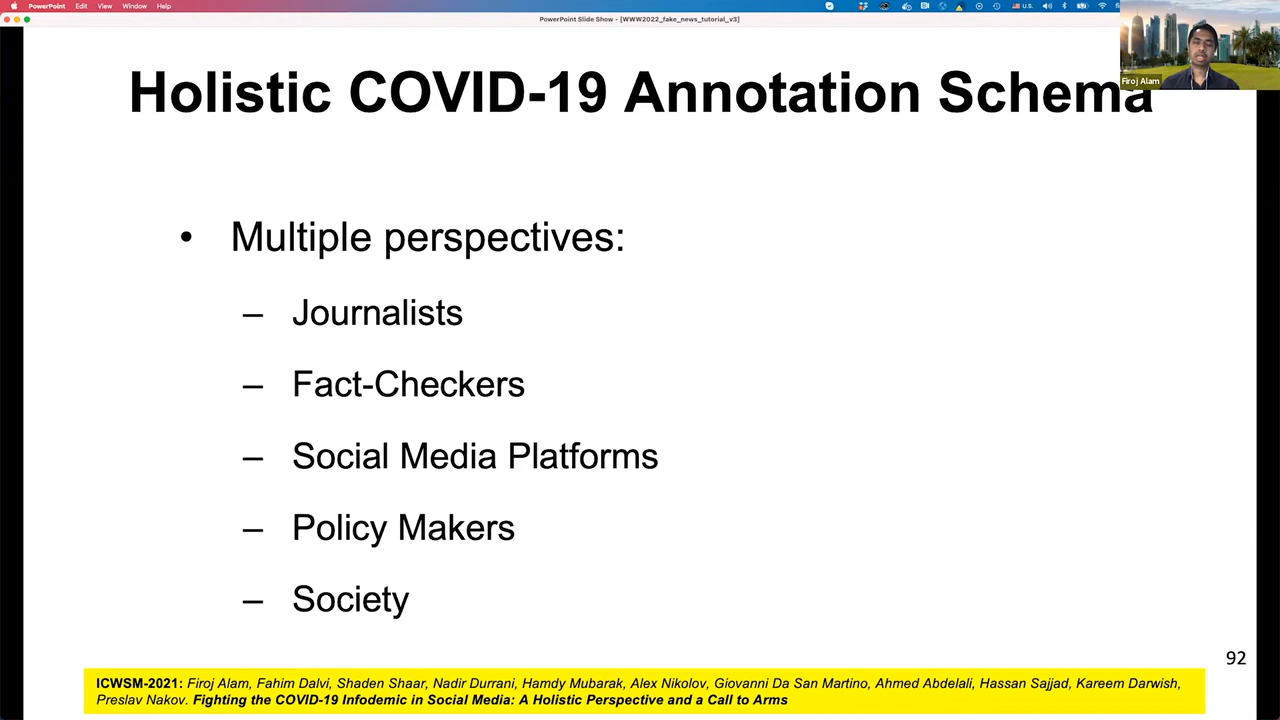 PowerPoint Edit View Window Help
U.S.
PowerPoint Slide Show - [WWW2022_fake_news_tutorial_v3]
Firoj Alam
Holistic COVID-19 Annotation Schema
• Multiple perspectives:
– Journalists
– Fact-Checkers
– Social Media Platforms
– Policy Makers
– Society
92
ICWSM-2021: Firoj Alam, Fahim Dalvi, Shaden Shaar, Nadir Durrani, Hamdy Mubarak, Alex Nikolov, Giovanni Da San Martino, Ahmed Abdelali, Hassan Sajjad, Kareem Darwish,
Preslav Nakov. Fighting the COVID-19 Infodemic in Social Media: A Holistic Perspective and a Call to Arms